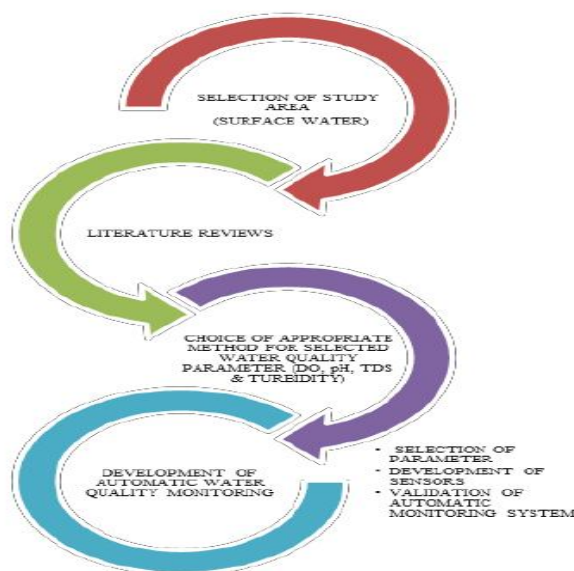 SELECTION OF STUDY
AREA
(SURFACE WATER)
LITERATURE REVIEWS
CHOICE OF APPROPRIATE
METHOD FOR SELECTED
WATER QUALITY
PARAMETER (DO, pH, TDS
& TURBIDITY)
DEVELOPMENT OF
AUTOMATIC WATER
QUALITY MONITORING
• SELECTION OF
PARAMETER
• DEVELOPMENT OF
SENSORS
• VALIDATION OF
AUTOMATIC
MONITORING SYSTEM